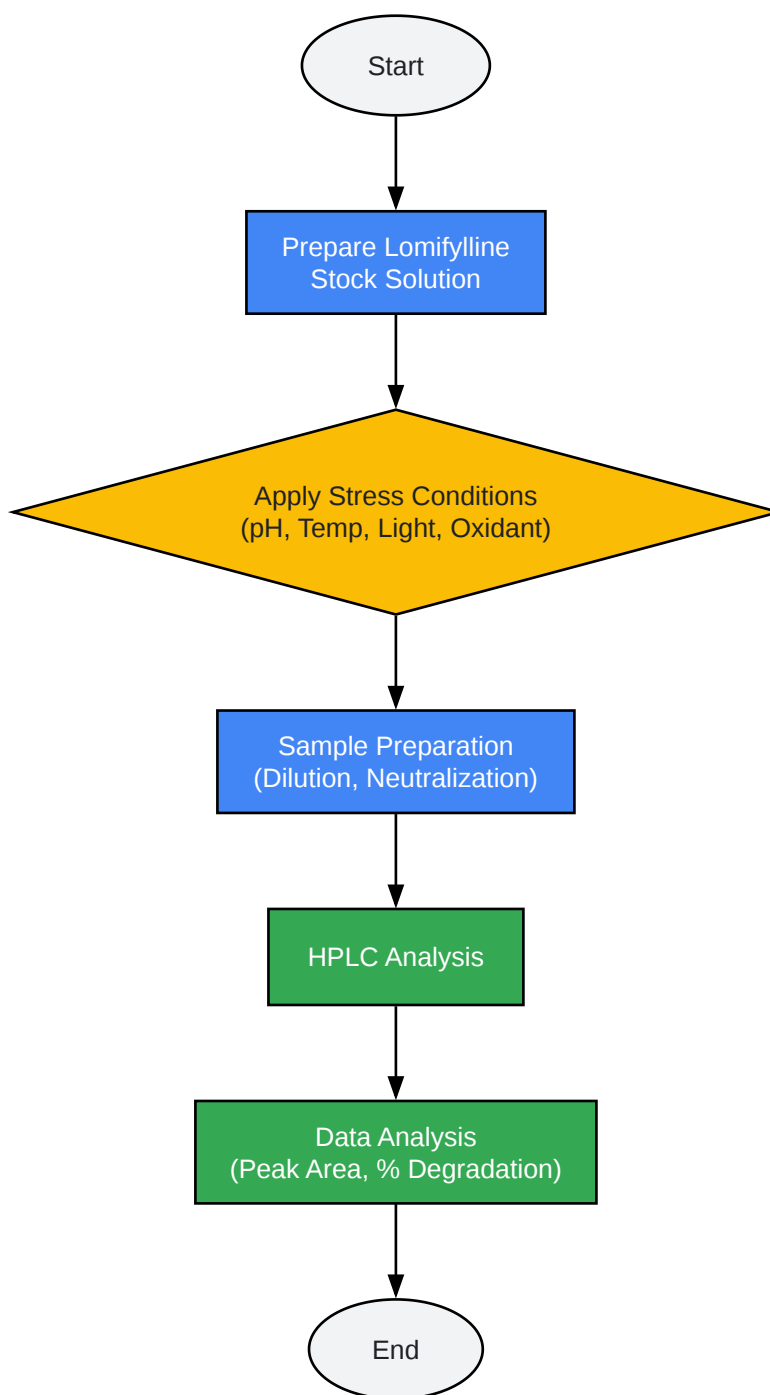 Start
Prepare Lomifylline
Stock Solution
Apply Stress Conditions
(pH, Temp, Light, Oxidant)
Sample Preparation
(Dilution, Neutralization)
HPLC Analysis
Data Analysis
(Peak Area, % Degradation)
End